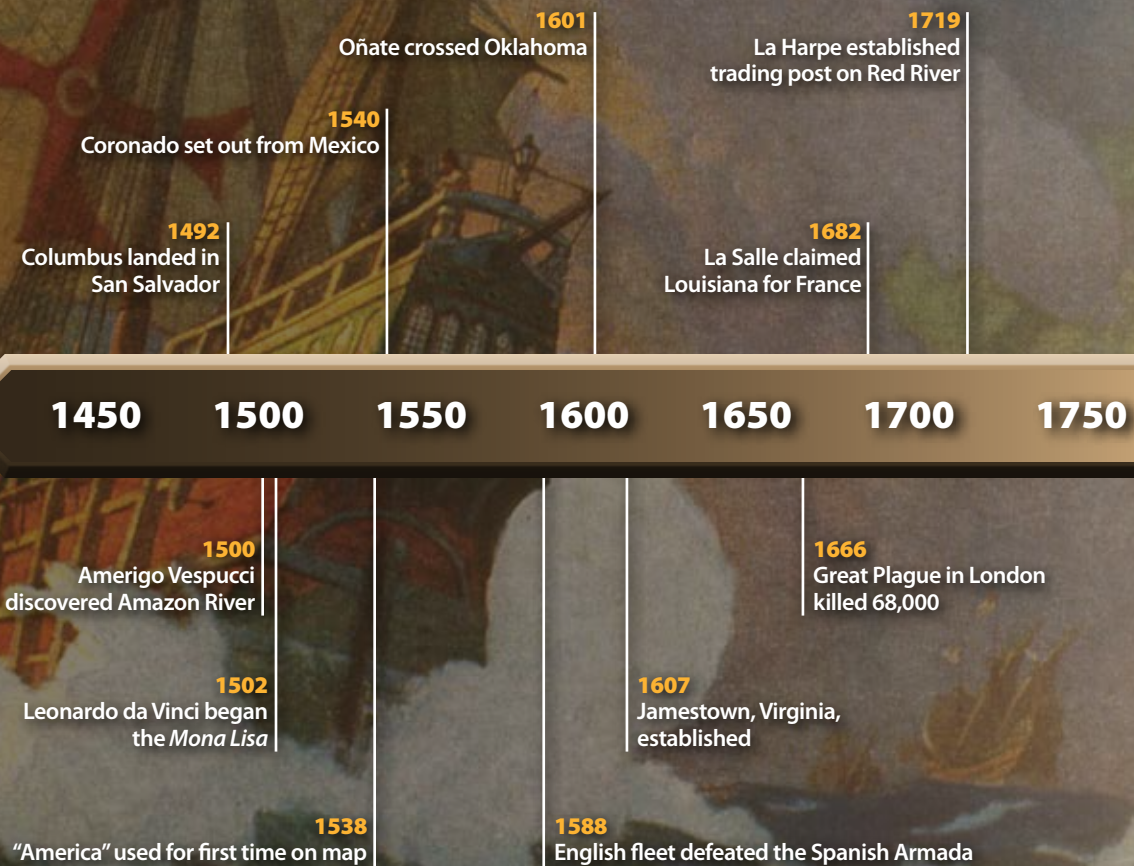 1601
Oñate crossed Oklahoma
1719
La Harpe established
trading post on Red River
1540
Coronado set out from Mexico
1492
Columbus landed in
San Salvador
1682
La Salle claimed
Louisiana for France
1450 1500 1550 1600 1650 1700 1750
1500
Amerigo Vespucci
discovered Amazon River
1666
Great Plague in London
killed 68,000
1502
Leonardo da Vinci began
the Mona Lisa
1607
Jamestown, Virginia,
established
1538
“America” used for first time on map
1588
English fleet defeated the Spanish Armada